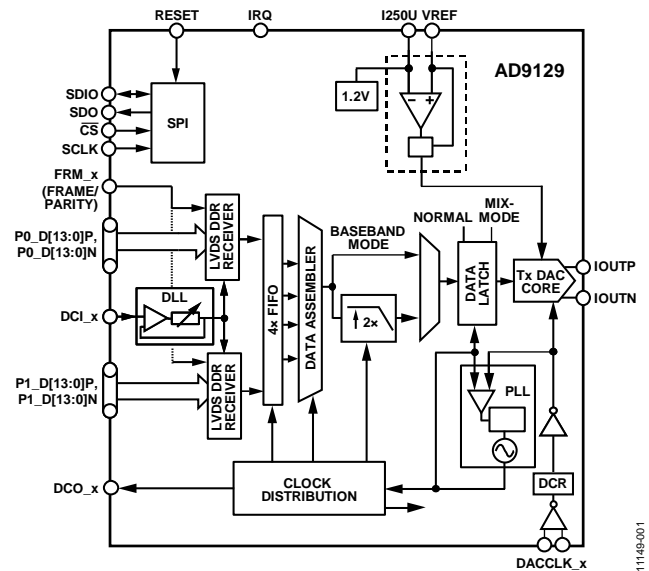 RESET
IRQ
I250U VREF
AD9129
1.2V
SDIO
SDO
CS
SCLK
SPI
FRM_x
(FRAME/
PARITY)
P0_D[13:0]P,
P0_D[13:0]N
LVDS DDR
RECEIVER
DLL
DCI_x
P1_D[13:0]P,
P1_D[13:0]N
LVDS DDR
RECEIVER
4× FIFO
DATA ASSEMBLER
BASEBAND
MODE
2×
NORMAL
MIX-
MODE
DATA
LATCH
Tx DAC
CORE
IOUTP
IOUTN
PLL
DCO_x
CLOCK
DISTRIBUTION
DCR
DACCLK_x
11149-001